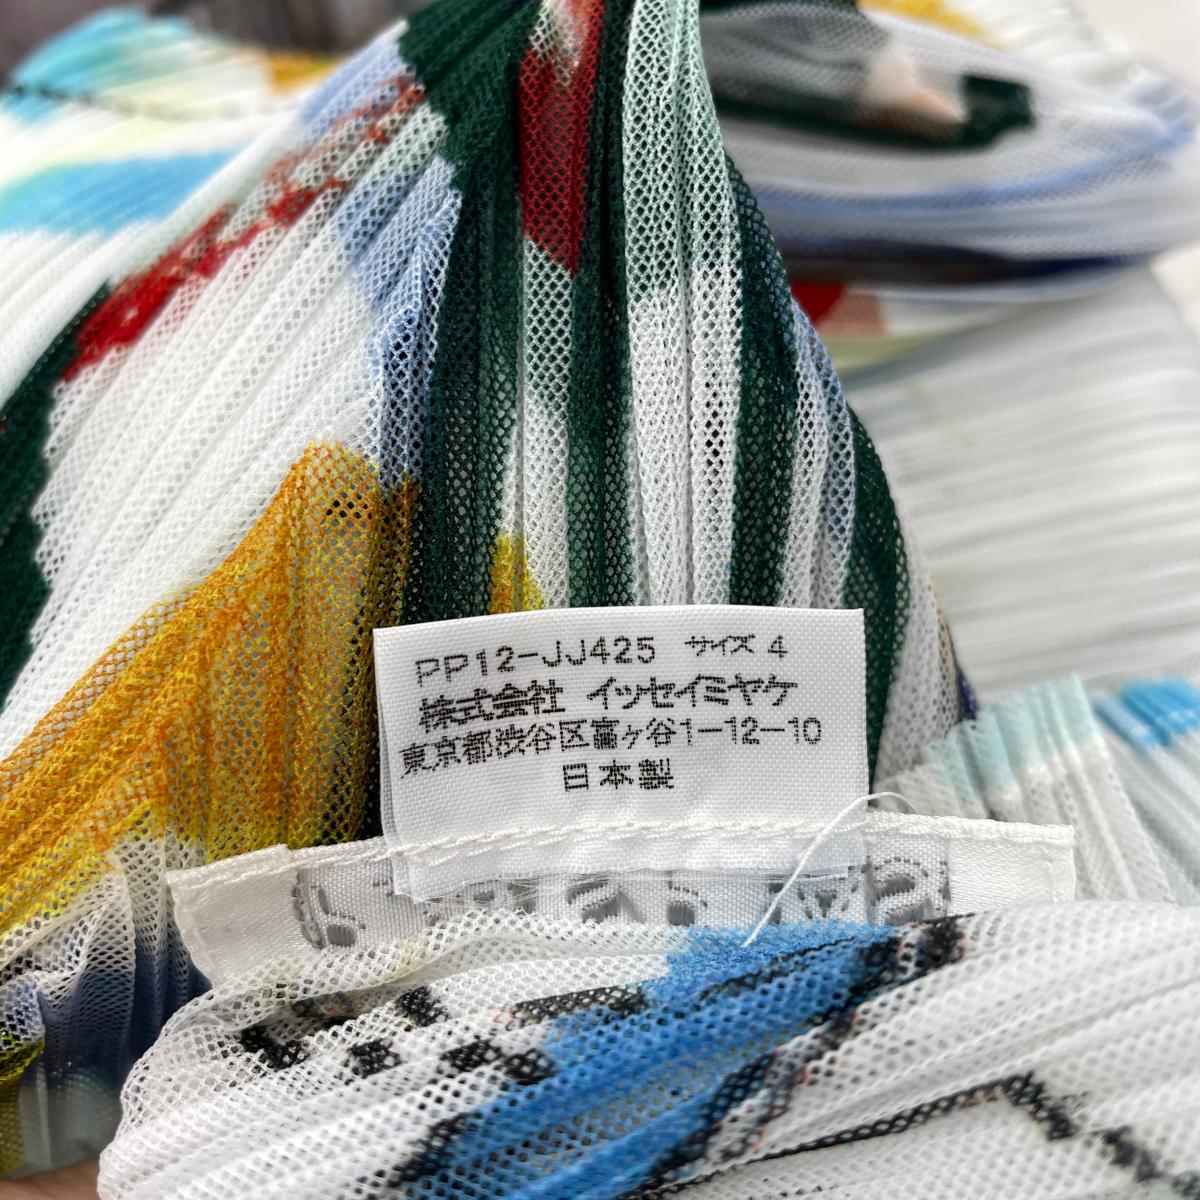 PP12-JJ425 サイズ 4
株式会社 イッセイミヤケ
東京都渋谷区富ヶ谷1-12-10
日本製